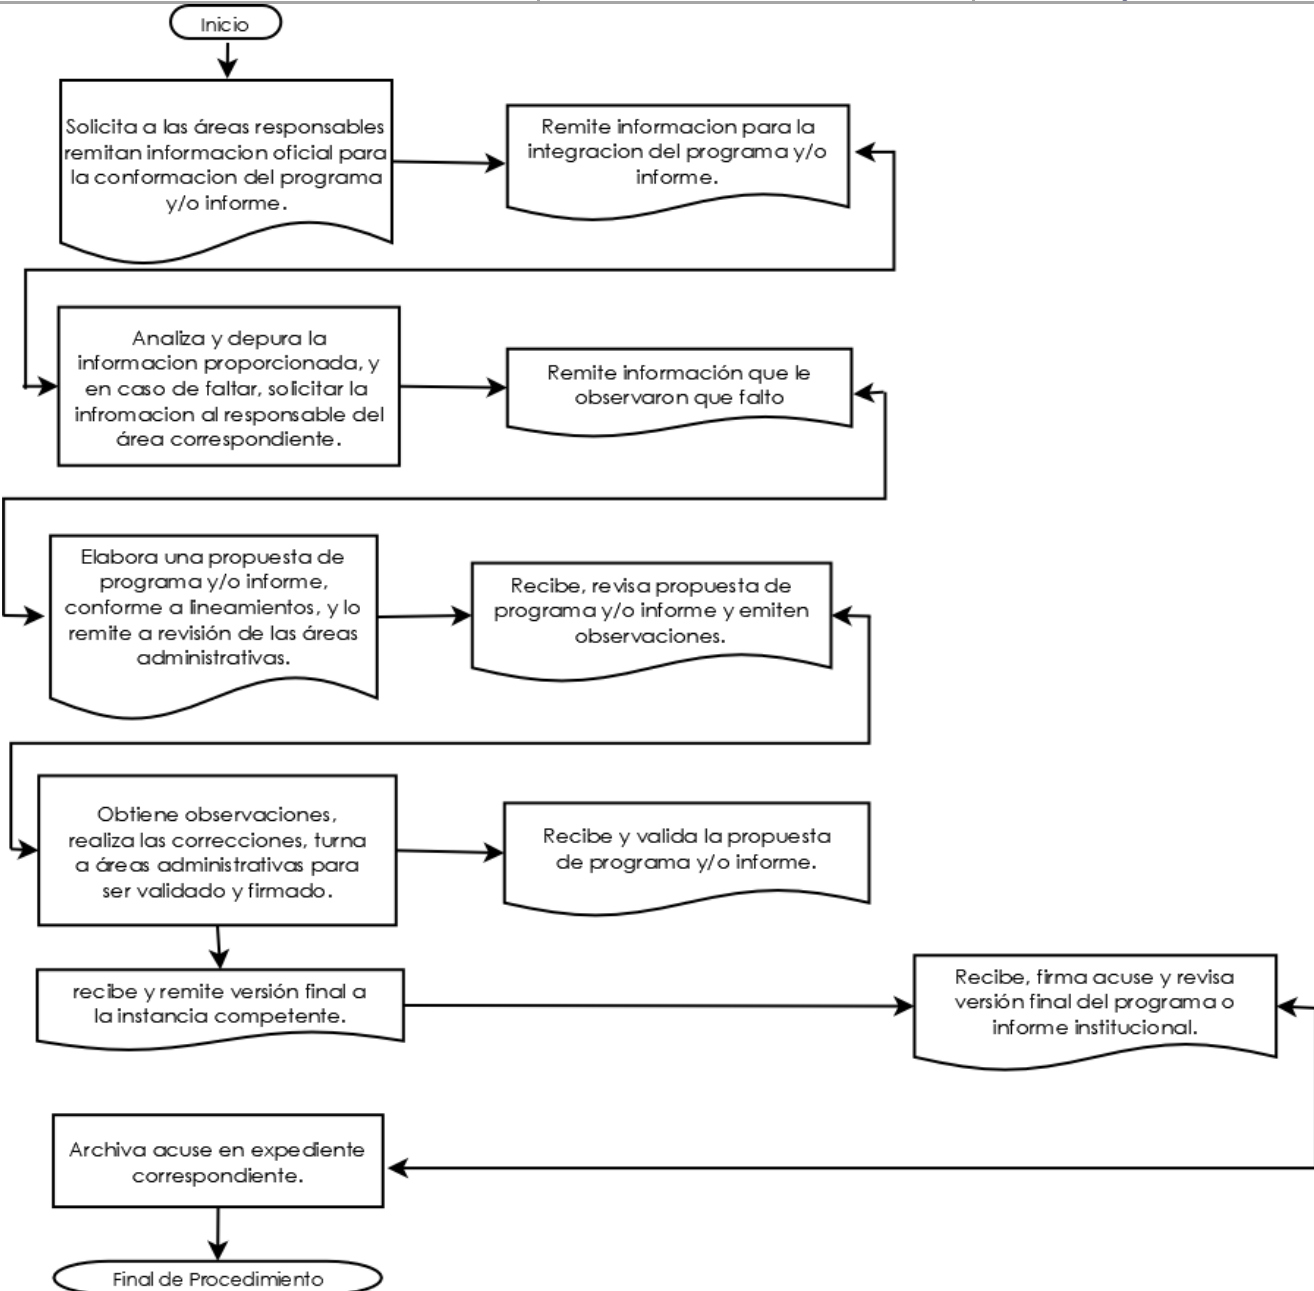 Inicio
Solicita a las áreas responsables
remitan informacion oficial para
la conformacion del programa
y/o informe.
Remite informacion para la
integracion del programa y/o
informe.
Analiza y depura la
informacion proporcionada, y
en caso de faltar, solicitar la
infromacion al responsable del
área correspondiente.
Remite información que le
observaron que falto
Elabora una propuesta de
programa y/o informe,
conforme a lineamientos, y lo
remite a revisión de las áreas
administrativas.
Recibe, revisa propuesta de
programa y/o informe y emiten
observaciones.
Obtiene observaciones,
realiza las correcciones, turna
a áreas administrativas para
ser validado y firmado.
Recibe y valida la propuesta
de programa y/o informe.
recibe y remite versión final a
la instancia competente.
Recibe, firma acuse y revisa
versión final del programa o
informe institucional.
Archiva acuse en expediente
correspondiente.
Final de Procedimiento